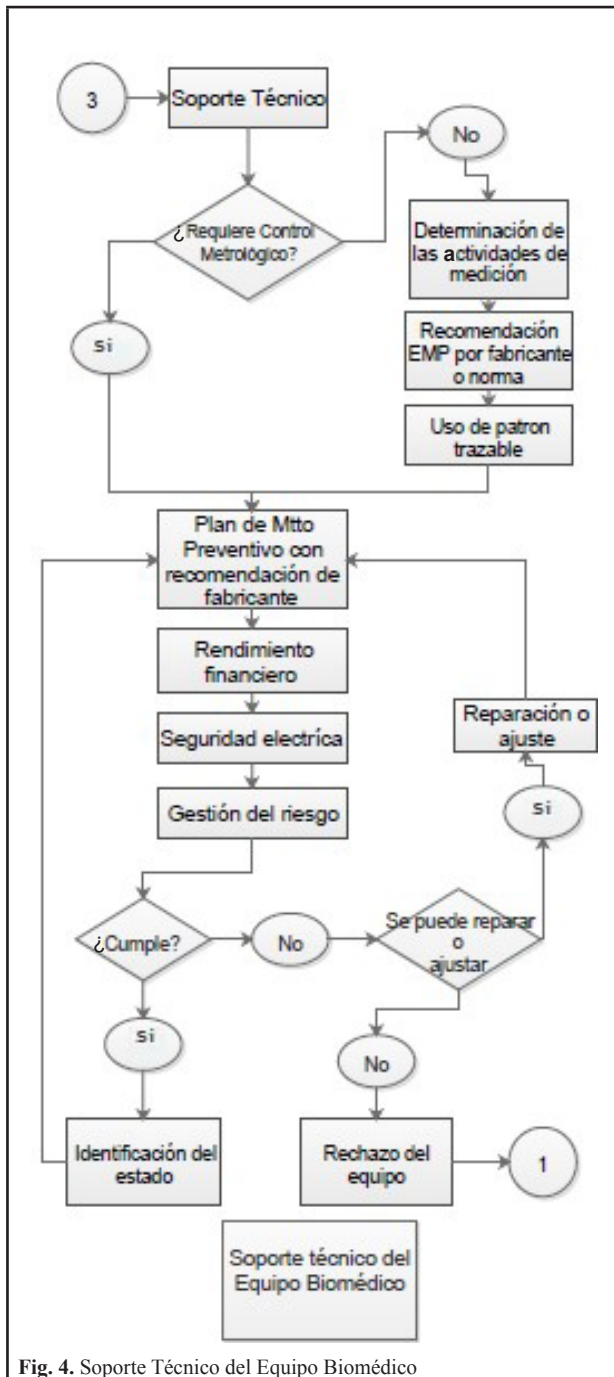 3
Soporte Técnico
No
¿Requiere Control
Metrológico?
Determinación de
las actividades de
medición
si
Recomendación
EMP por fabricante
o norma
Uso de patron
trazable
Plan de Mtto
Preventivo con
recomendación de
fabricante
Rendimiento
financiero
Reparación o
ajuste
Seguridad electríca
Gestión del riesgo
si
¿Cumple?
No
Se puede reparar
o
ajustar
si
No
Identificación del
estado
Rechazo del
equipo
1
Soporte técnico del
Equipo Biomédico
Fig. 4. Soporte Técnico del Equipo Biomédico